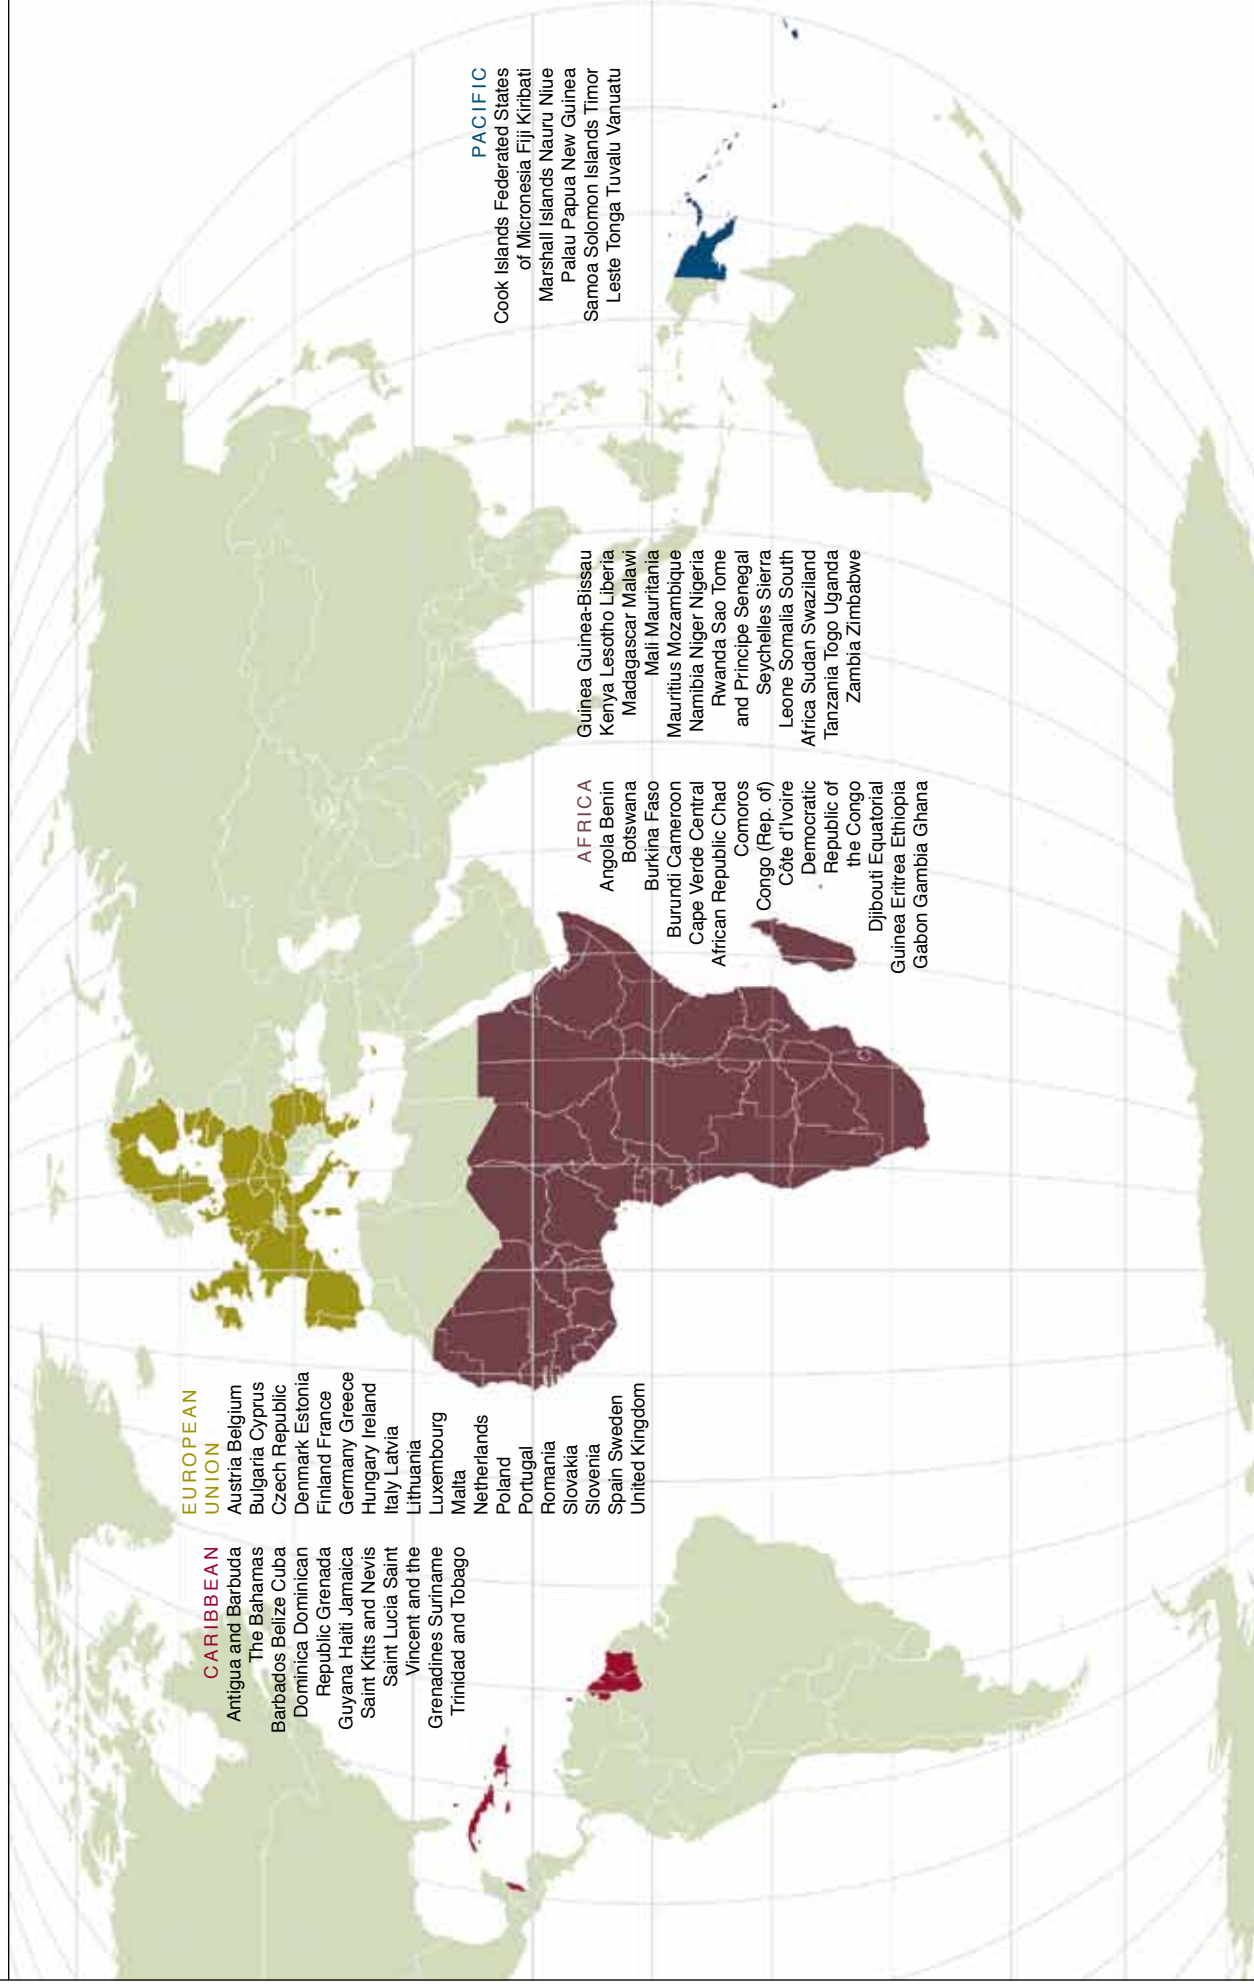 CARIBBEAN
Antigua and Barbuda
The Bahamas
Barbados Belize Cuba
Dominica Dominican
Republic Grenada
Guyana Haiti Jamaica
Saint Kitts and Nevis
Saint Lucia Saint
Vincent and the
Grenadines Suriname
Trinidad and Tobago
EUROPEAN
UNION
Austria Belgium
Bulgaria Cyprus
Czech Republic
Denmark Estonia
Finland France
Germany Greece
Hungary Ireland
Italy Latvia
Lithuania
Luxembourg
Malta
Netherlands
Poland
Portugal
Romania
Slovakia
Slovenia
Spain Sweden
United Kingdom
AFRICA
Angola Benin
Botswana
Burkina Faso
Burundi Cameroon
Cape Verde Central
African Republic Chad
Comoros
Congo (Rep. of)
Côte d'Ivoire
Democratic
Republic of
the Congo
Djibouti Equatorial
Guinea Eritrea Ethiopia
Gabon Gambia Ghana
Guinea Guinea-Bissau
Kenya Lesotho Liberia
Madagascar Malawi
Mali Mauritania
Mauritius Mozambique
Namibia Niger Nigeria
Rwanda Sao Tome
and Principe Senegal
Seychelles Sierra
Leone Somalia South
Africa Sudan Swaziland
Tanzania Togo Uganda
Zambia Zimbabwe
PACIFIC
Cook Islands Federated States
of Micronesia Fiji Kiribati
Marshall Islands Nauru Niue
Palau Papua New Guinea
Samoa Solomon Islands Timor
Leste Tonga Tuvalu Vanuatu